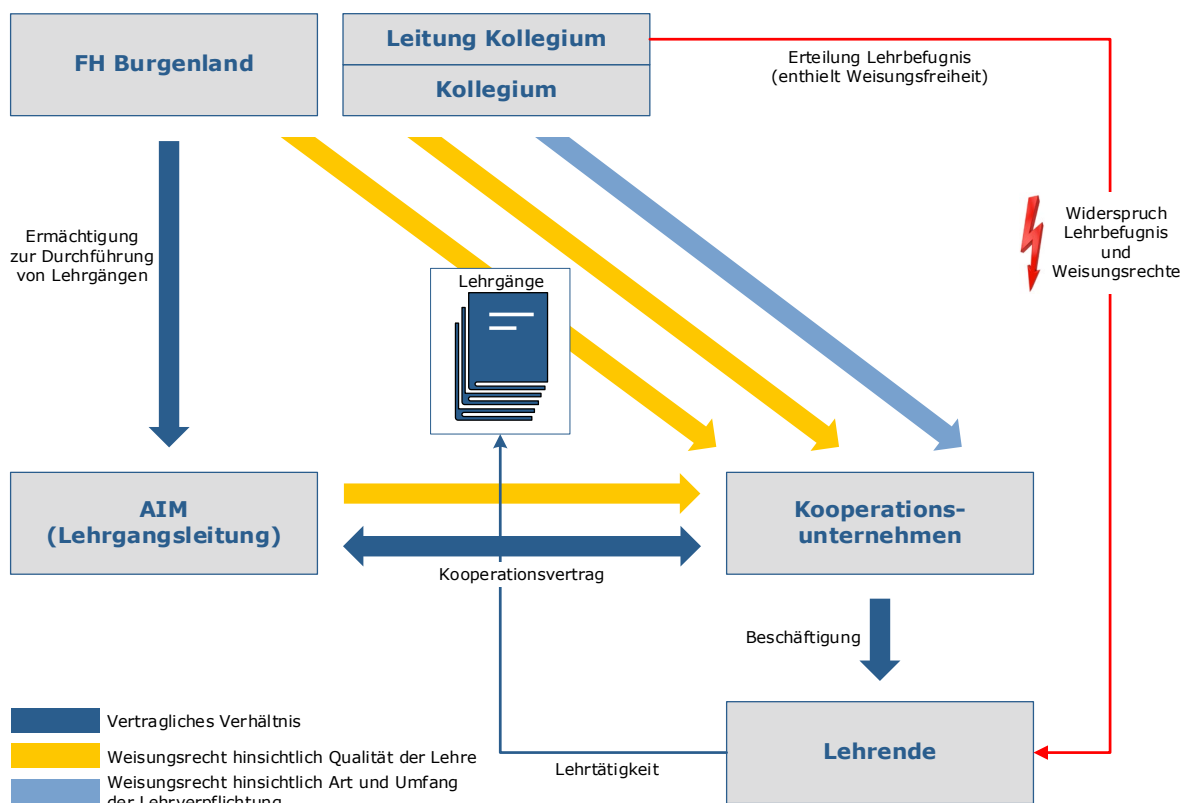 FH Burgenland
Leitung Kollegium
Kollegium
Erteilung Lehrbefugnis
(enthielt Weisungsfreiheit)
Ermächtigung
zur Durchführung
von Lehrgängen
Lehrgänge
Widerspruch
Lehrbefugnis
und
Weisungsrechte
AIM
(Lehrgangsleitung)
Kooperations-
unternehmen
Kooperationsvertrag
Beschäftigung
Lehrende
Lehrtätigkeit
Vertragliches Verhältnis
Weisungsrecht hinsichtlich Qualität der Lehre
Weisungsrecht hinsichtlich Art und Umfang
der Lehrverpflichtung